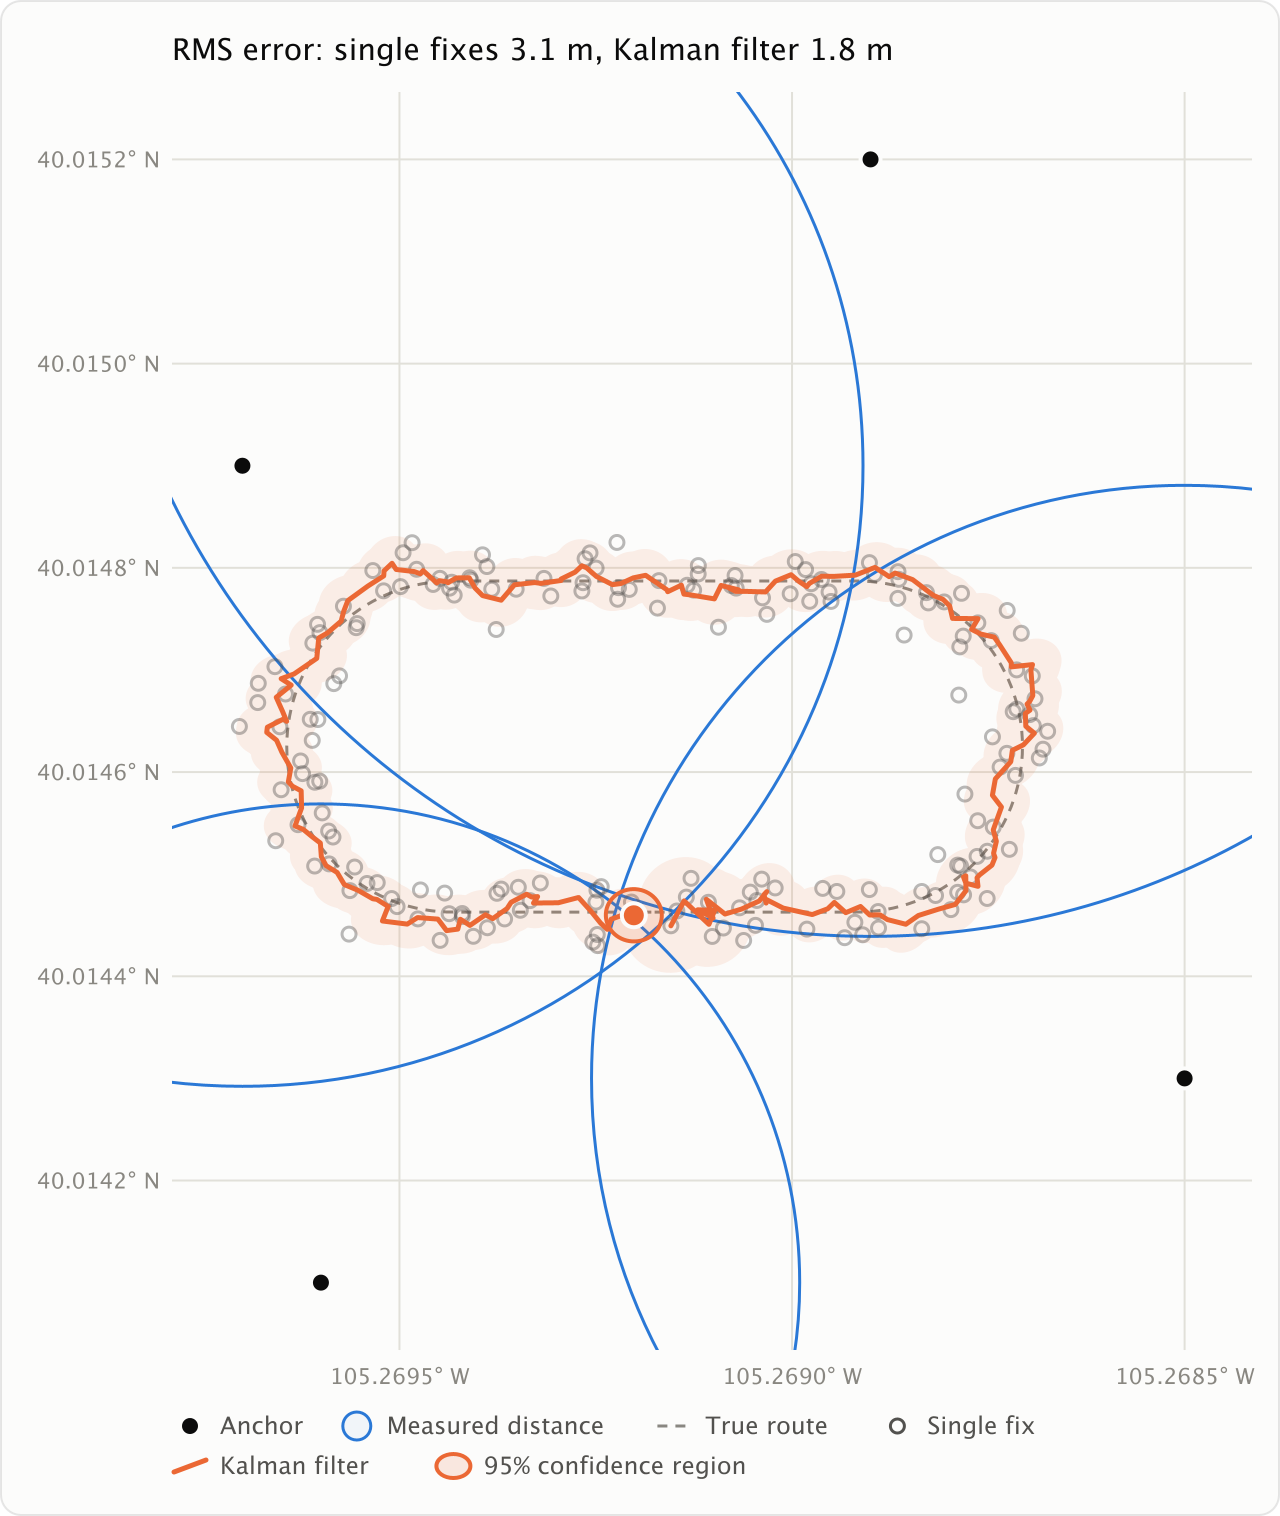 RMS error: single fixes 3.1 m, Kalman filter 1.8 m
40.0152° N
40.0150° N
40.0148° N
40.0146° N
40.0144° N
40.0142° N
105.2695° W 105.2690° W 105.2685° W
Anchor Measured distance True route Single fix
Kalman filter 95% confidence region